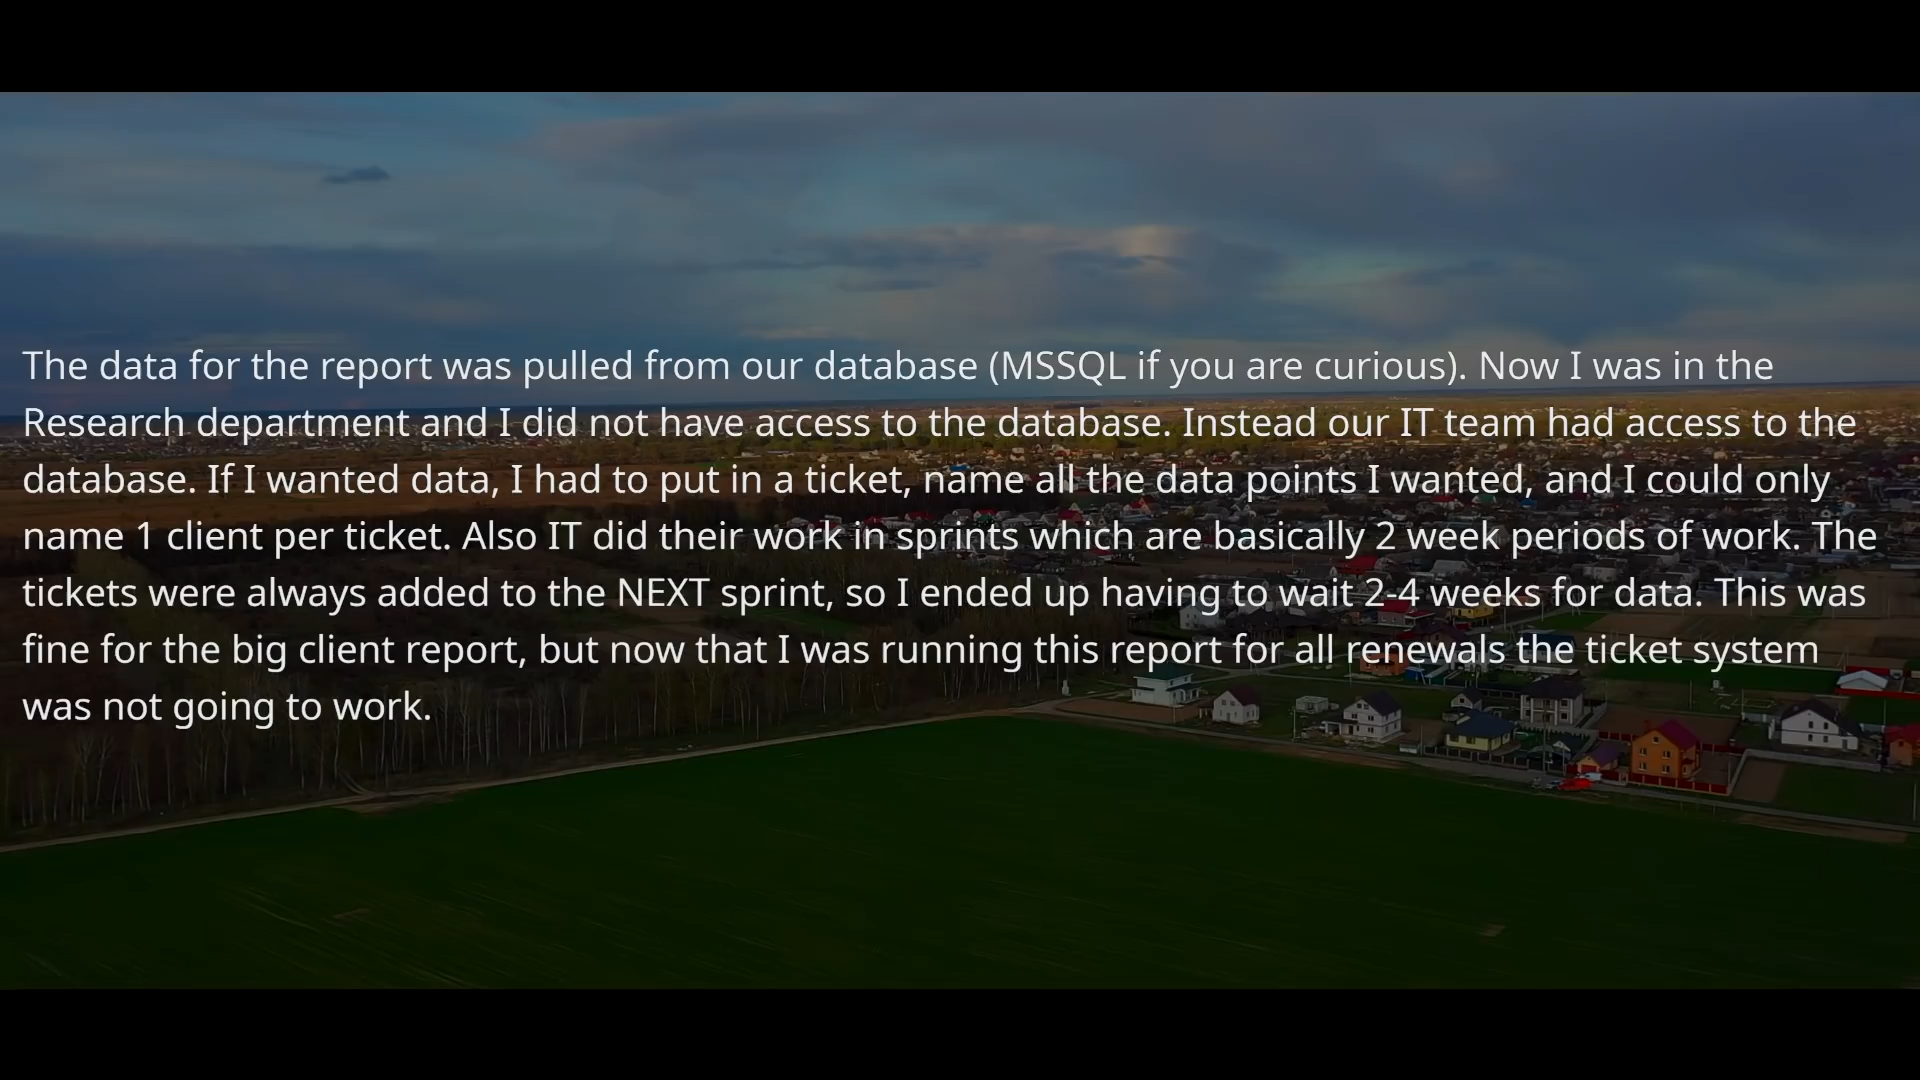 The data for the report was pulled from our database (MSSQL if you are curious). Now I was in the
Research department and I did not have access to the database. Instead our IT team had access to the
database. If I wanted data, I had to put in a ticket, name all the data points I wanted, and I could only
name 1 client per ticket. Also IT did their work in sprints which are basically 2 week periods of work. The
tickets were always added to the NEXT sprint, so I ended up having to wait 2-4 weeks for data. This was
fine for the big client report, but now that I was running this report for all renewals the ticket system
was not going to work.